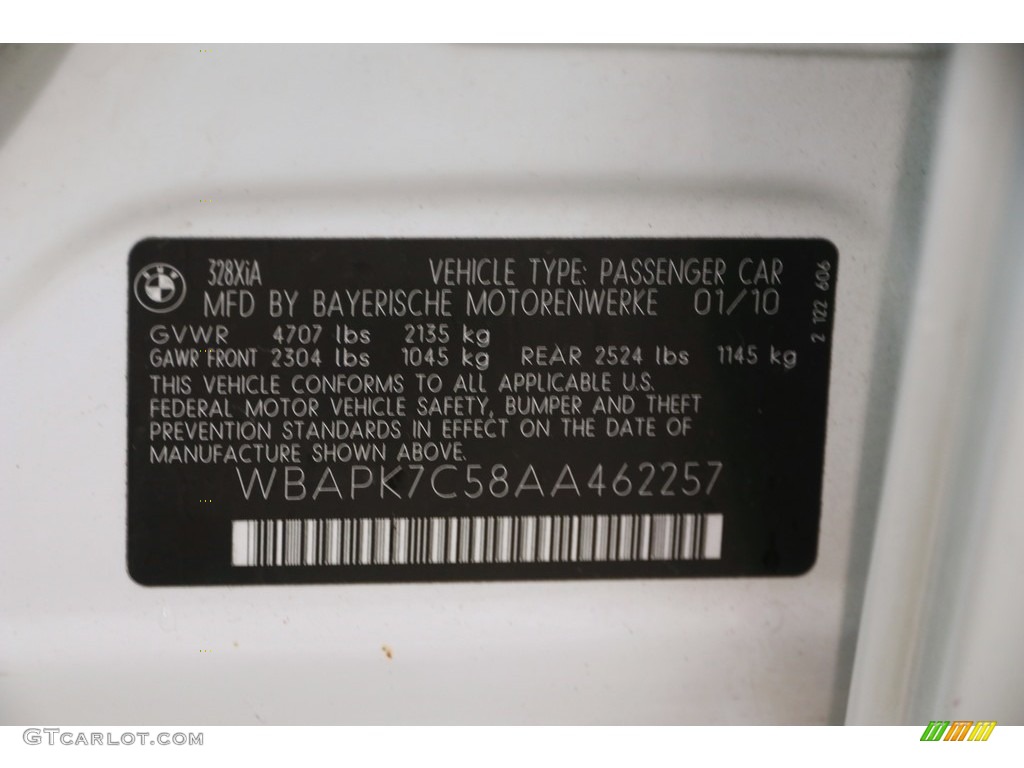 328XiA VEHICLE TYPE: PASSENGER CAR
MFD BY BAYERISCHE MOTORENWERKE 01/10
GVWR 4707 lbs 2135 kg
GAWR FRONT 2304 lbs 1045 kg REAR 2524 lbs 1145 kg
THIS VEHICLE CONFORMS TO ALL APPLICABLE U.S.
FEDERAL MOTOR VEHICLE SAFETY, BUMPER AND THEFT
PREVENTION STANDARDS IN EFFECT ON THE DATE OF
MANUFACTURE SHOWN ABOVE.
WBAPK7C58AA462257
2 122 606
BMW
GTCARLOT.COM